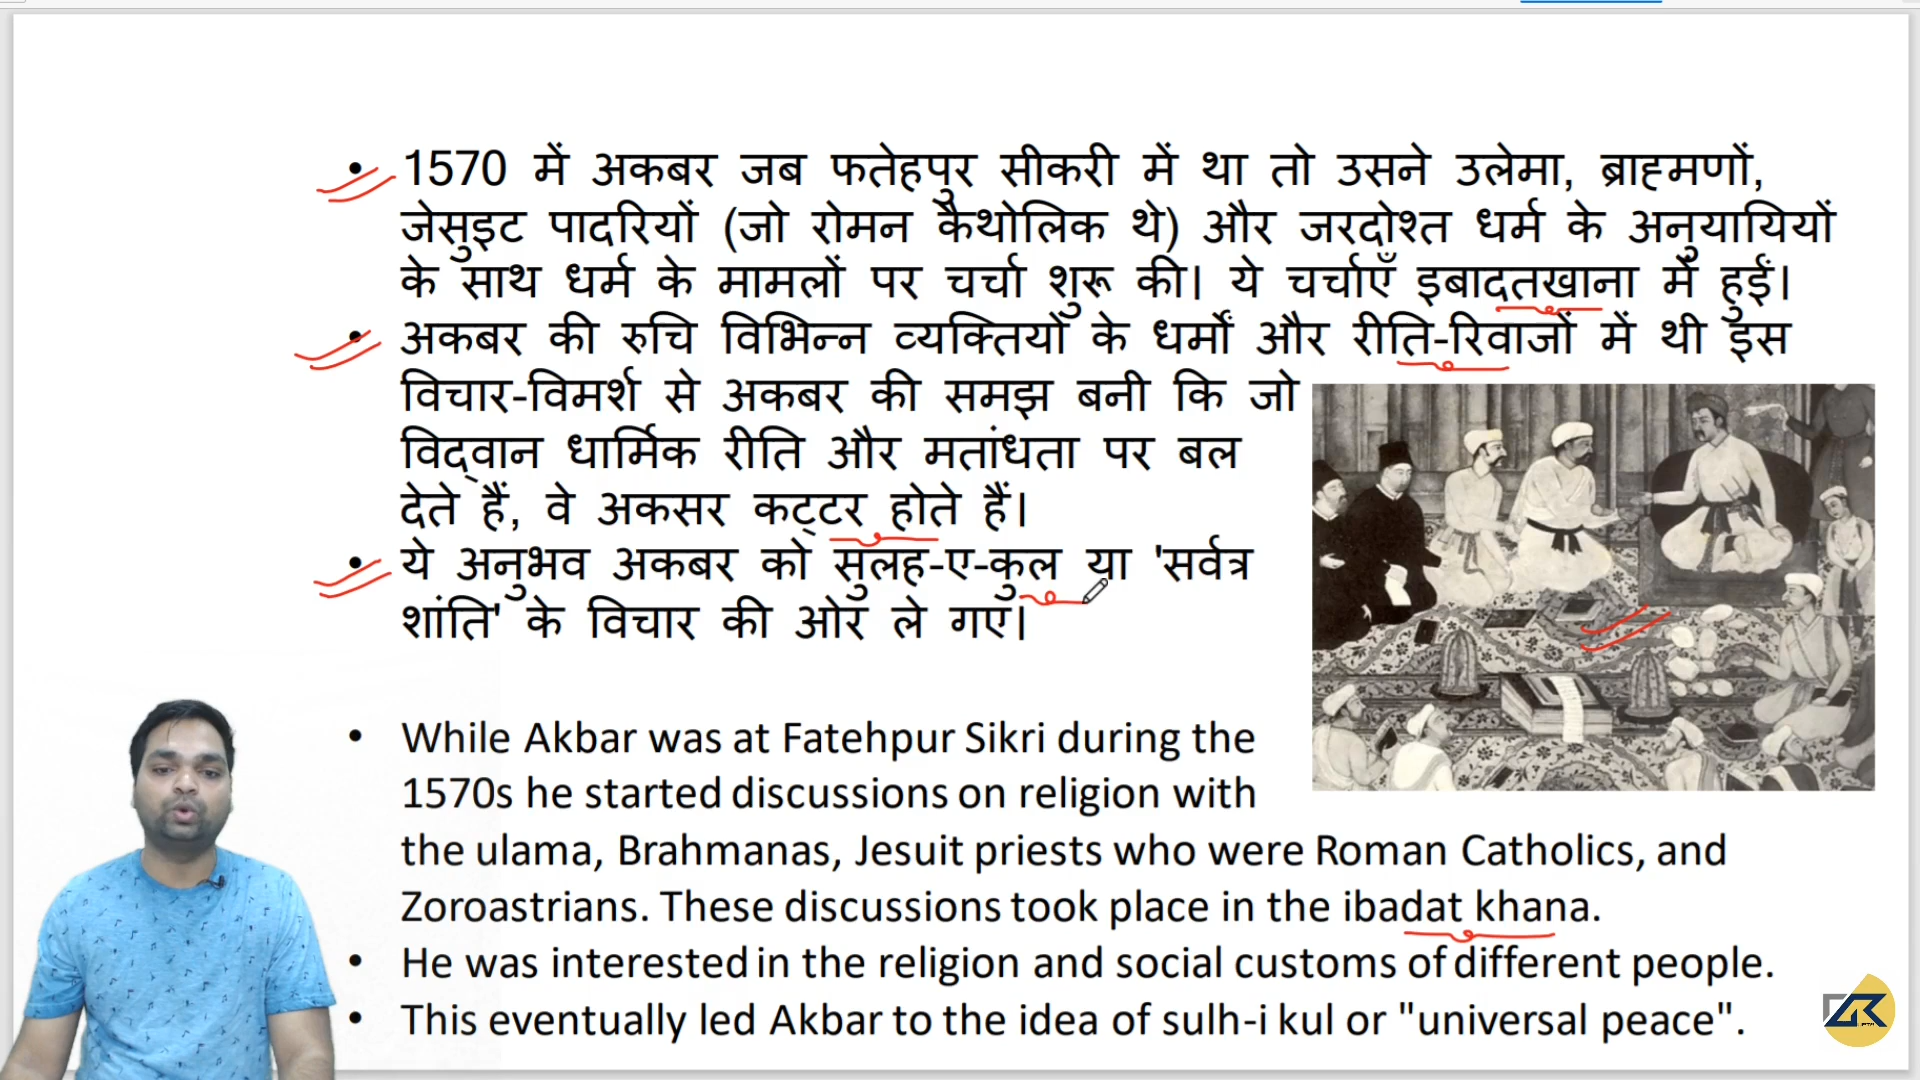 • 1570 में अकबर जब फतेहपुर सीकरी में था तो उसने उलेमा, ब्राह्मणों,
जेसुइट पादरियों (जो रोमन कैथोलिक थे) और जरदोश्त धर्म के अनुयायियों
के साथ धर्म के मामलों पर चर्चा शुरू की। ये चर्चाएँ इबादतखाना में हुईं।
• अकबर की रुचि विभिन्न व्यक्तियों के धर्मों और रीति-रिवाजों में थी इस
विचार-विमर्श से अकबर की समझ बनी कि जो
विद्वान धार्मिक रीति और मतांधता पर बल
देते हैं, वे अकसर कट्टर होते हैं।
• ये अनुभव अकबर को सुलह-ए-कुल या 'सर्वत्र
शांति' के विचार की ओर ले गए।
• While Akbar was at Fatehpur Sikri during the
1570s he started discussions on religion with
the ulama, Brahmanas, Jesuit priests who were Roman Catholics, and
Zoroastrians. These discussions took place in the ibadat khana.
• He was interested in the religion and social customs of different people.
• This eventually led Akbar to the idea of sulh-i kul or "universal peace".